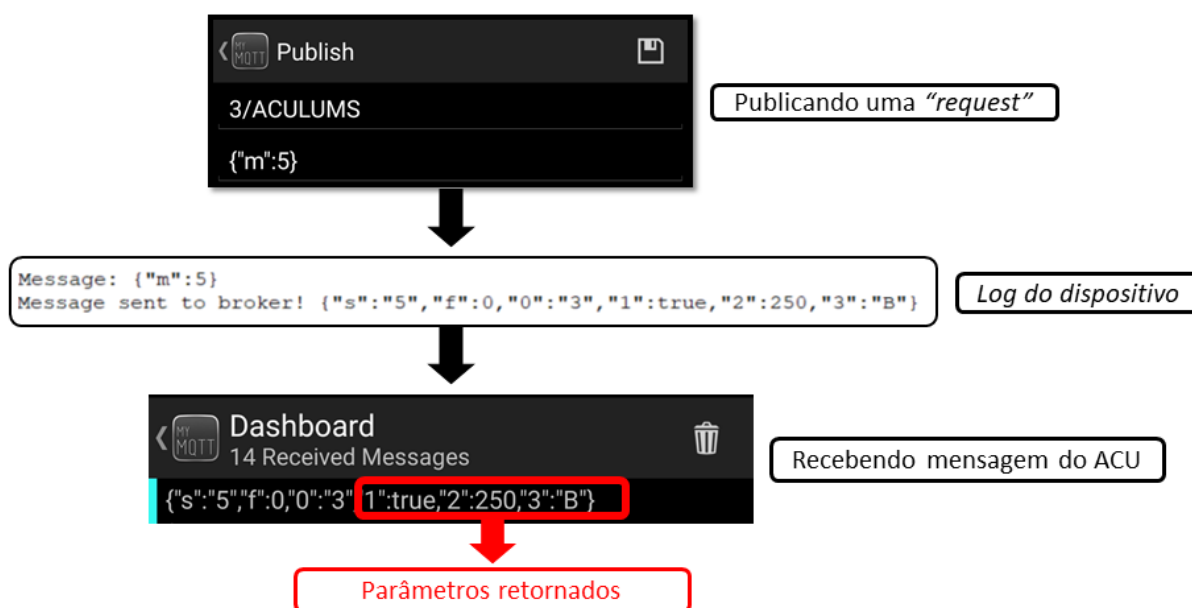 MY MQTT Publish
3/ACULUMS
Publicando uma “request”
{"m":5}
Message: {"m":5}
Message sent to broker! {"s":"5","f":0,"0":"3","1":true,"2":250,"3":"B"}
Log do dispositivo
MY MQTT Dashboard
14 Received Messages
Recebendo mensagem do ACU
{"s":"5","f":0,"0":"3","1":true,"2":250,"3":"B"}
Parâmetros retornados